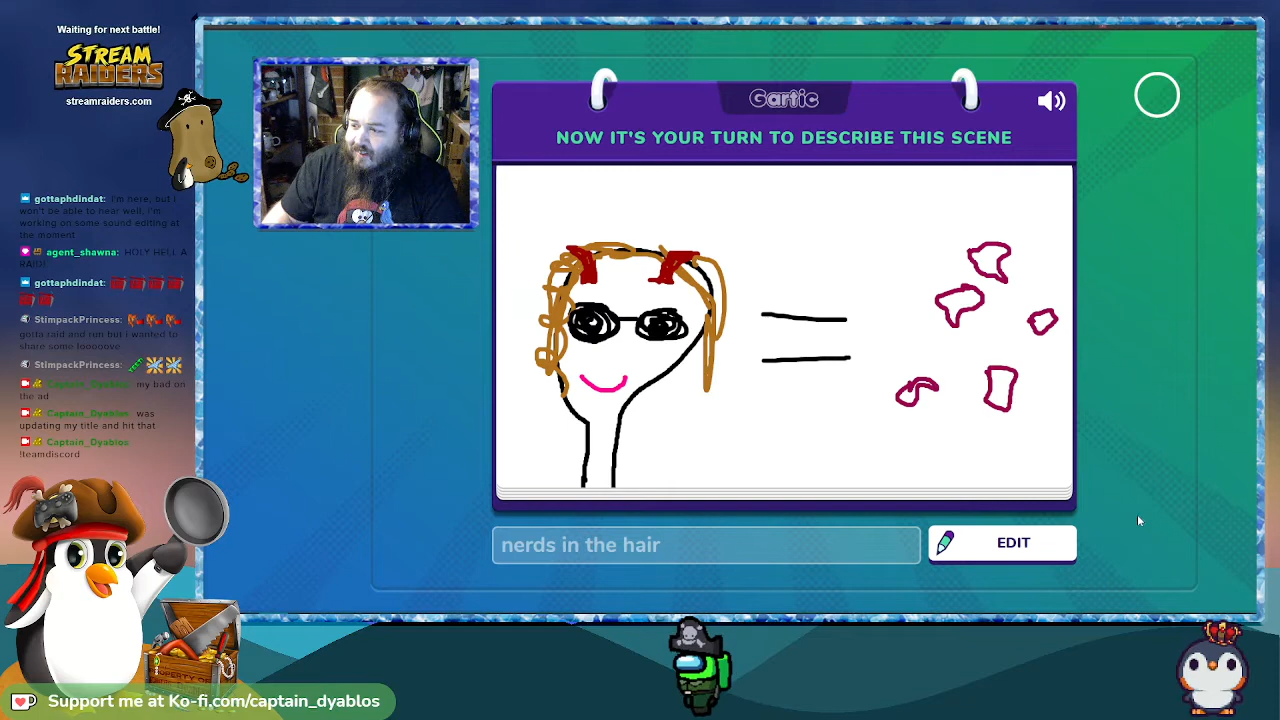 Waiting for next battle!
STREAM
RAIDERS
streamraiders.com
gottaphdindat: I'm here, but I
won't be able to hear well, I'm
working on some sound editing at
the moment
agent_shawna: HOLY HELL A
RAID!
gottaphdindat:
StimpackPrincess:
gotta raid and run but i wanted to
share some looooove
StimpackPrincess:
Captain_Dyablos: my bad on
the ad
Captain_Dyablos: was
updating my title and hit that
Captain_Dyablos:
!teamdiscord
PROPERTY OF
Support me at Ko-fi.com/captain_dyablos
Gartic
NOW IT'S YOUR TURN TO DESCRIBE THIS SCENE
nerds in the hair
EDIT